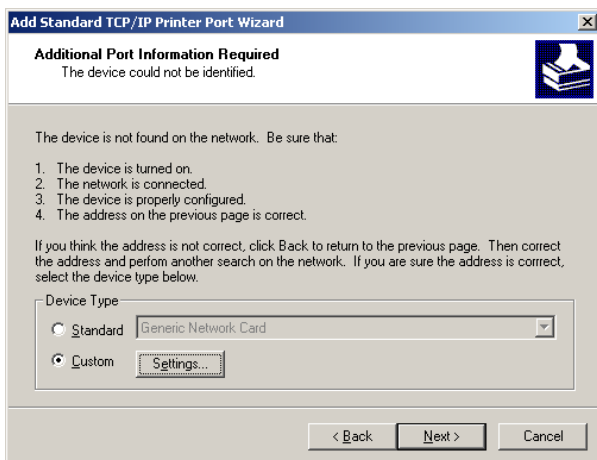 Add Standard TCP/IP Printer Port Wizard
Additional Port Information Required
The device could not be identified.
The device is not found on the network. Be sure that:
1. The device is turned on.
2. The network is connected.
3. The device is properly configured.
4. The address on the previous page is correct.
If you think the address is not correct, click Back to return to the previous page. Then correct
the address and perfom another search on the network. If you are sure the address is corrrect,
select the device type below.
Device Type
Standard Generic Network Card
Custom Settings...
< Back Next > Cancel